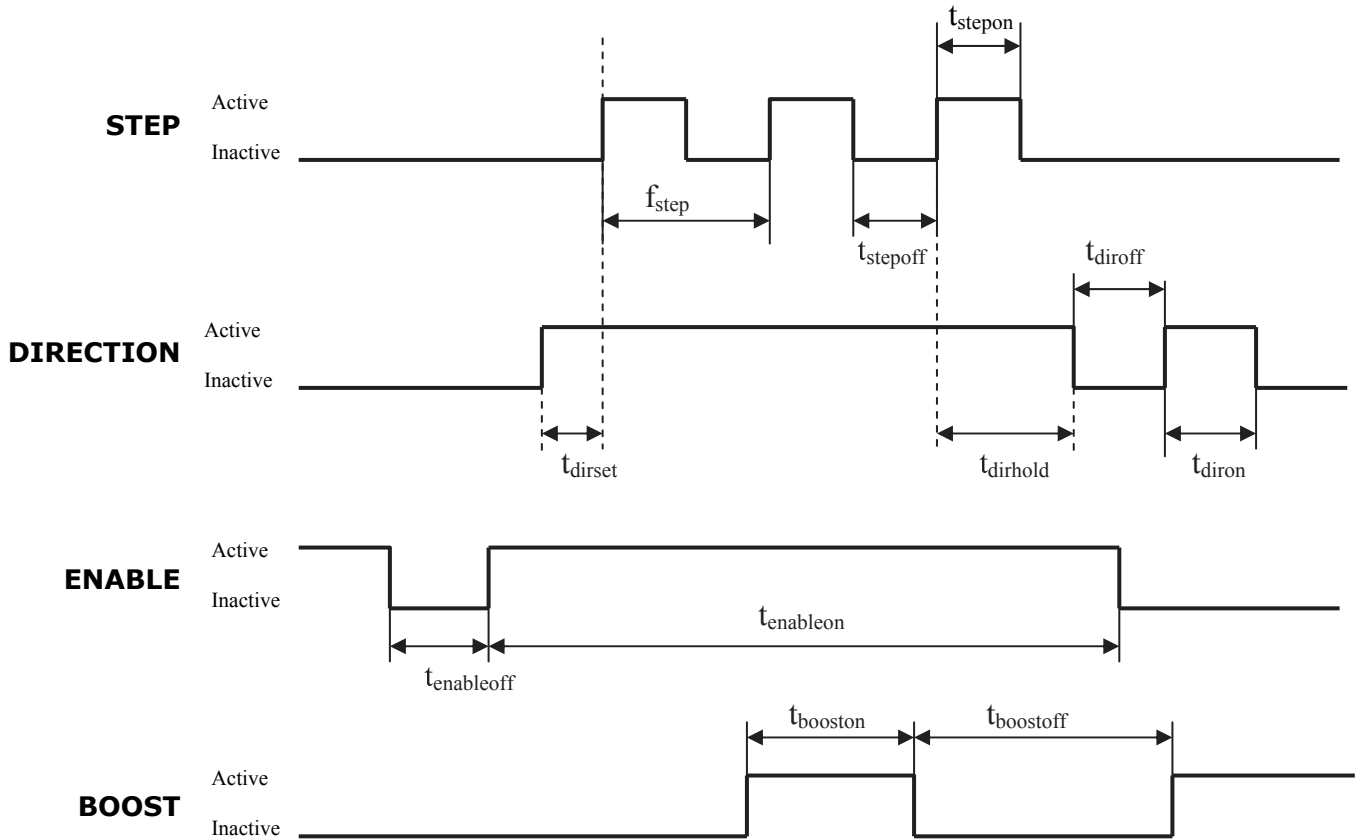 t_stepon
Active
STEP
Inactive
f_step
t_stepoff
t_diroff
Active
DIRECTION
Inactive
t_dirset
t_dirhold
t_diron
Active
ENABLE
Inactive
t_enableon
t_enableoff
t_booston
t_boostoff
Active
BOOST
Inactive